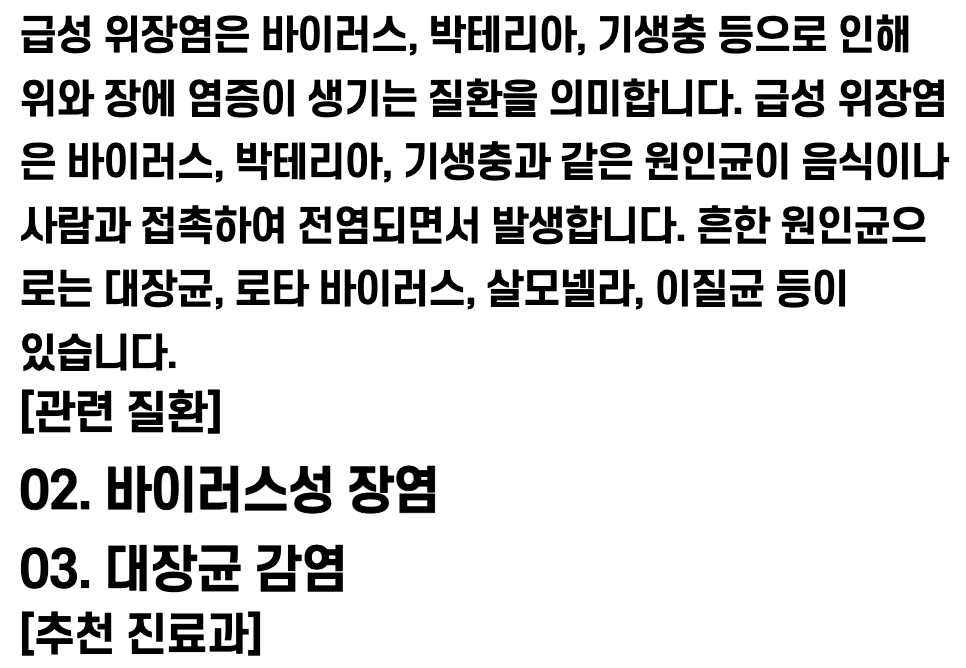 급성 위장염은 바이러스, 박테리아, 기생충 등으로 인해
위와 장에 염증이 생기는 질환을 의미합니다. 급성 위장염
은 바이러스, 박테리아, 기생충과 같은 원인균이 음식이나
사람과 접촉하여 전염되면서 발생합니다. 흔한 원인균으
로는 대장균, 로타 바이러스, 살모넬라, 이질균 등이
있습니다.
[관련 질환]
02. 바이러스성 장염
03. 대장균 감염
[추천 진료과]